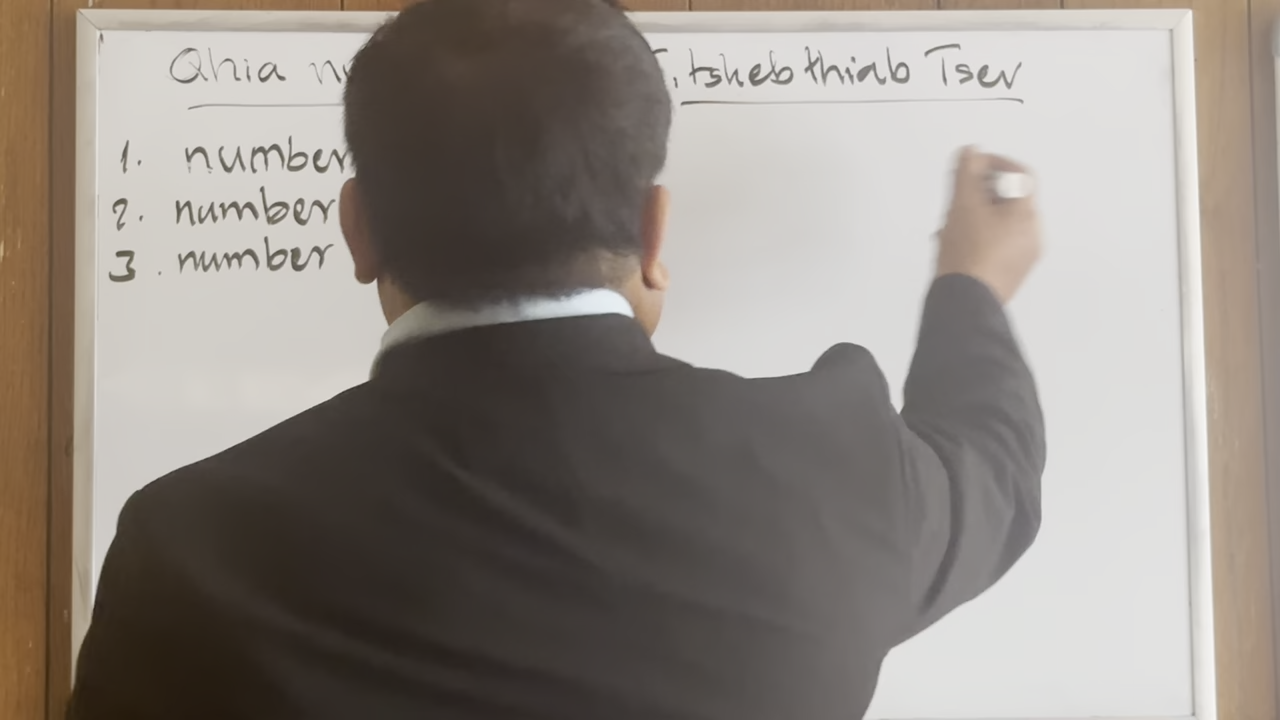 Qhia tsheb thiab Tsev
1. number
2. number
3. number